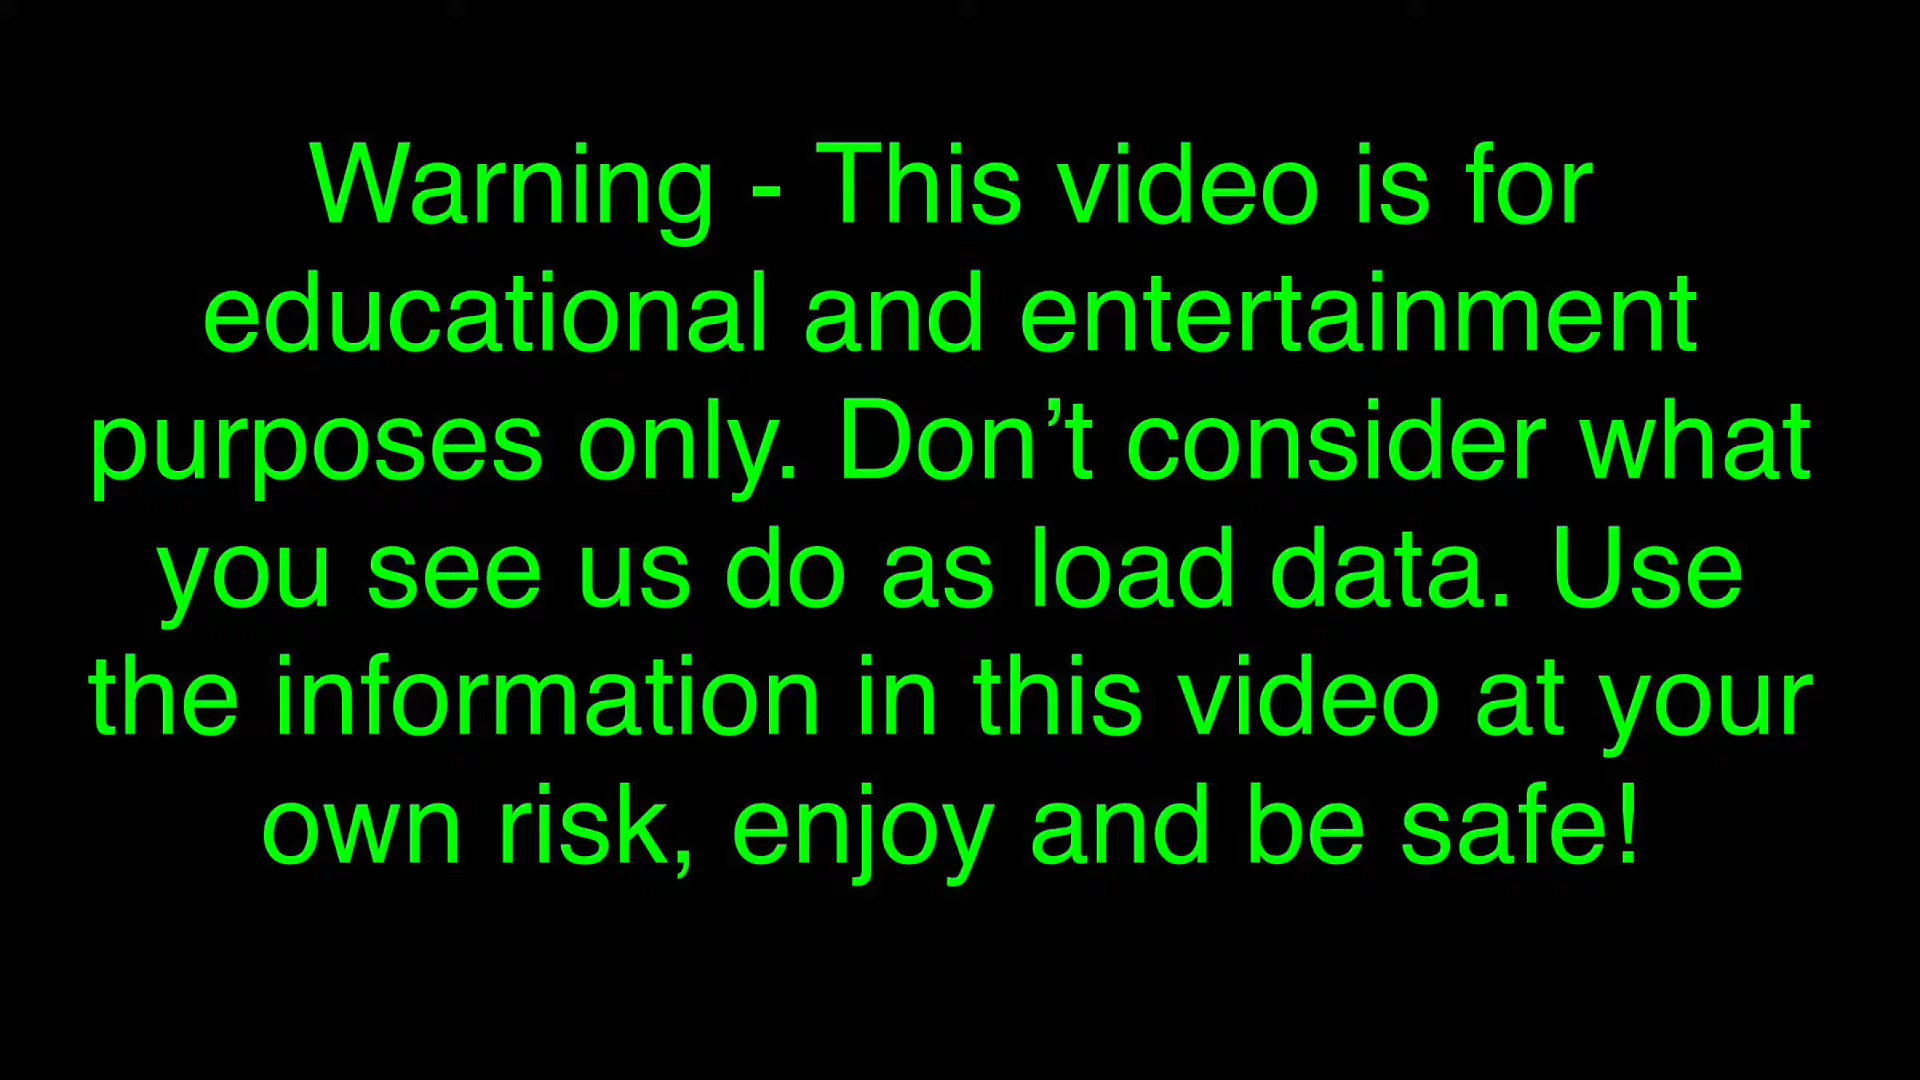 Warning - This video is for
educational and entertainment
purposes only. Don’t consider what
you see us do as load data. Use
the information in this video at your
own risk, enjoy and be safe!